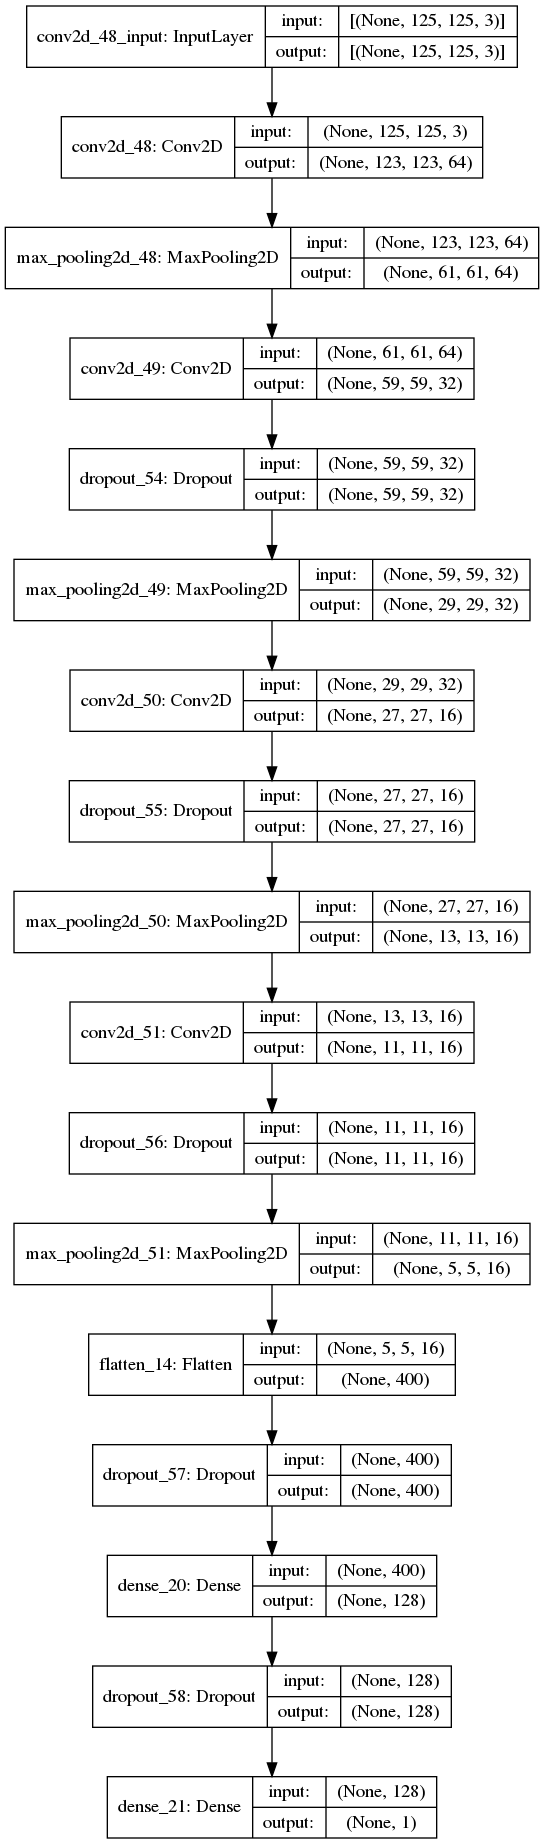 conv2d_48_input: InputLayer
input: [(None, 125, 125, 3)]
output: [(None, 125, 125, 3)]
conv2d_48: Conv2D
input: (None, 125, 125, 3)
output: (None, 123, 123, 64)
max_pooling2d_48: MaxPooling2D
input: (None, 123, 123, 64)
output: (None, 61, 61, 64)
conv2d_49: Conv2D
input: (None, 61, 61, 64)
output: (None, 59, 59, 32)
dropout_54: Dropout
input: (None, 59, 59, 32)
output: (None, 59, 59, 32)
max_pooling2d_49: MaxPooling2D
input: (None, 59, 59, 32)
output: (None, 29, 29, 32)
conv2d_50: Conv2D
input: (None, 29, 29, 32)
output: (None, 27, 27, 16)
dropout_55: Dropout
input: (None, 27, 27, 16)
output: (None, 27, 27, 16)
max_pooling2d_50: MaxPooling2D
input: (None, 27, 27, 16)
output: (None, 13, 13, 16)
conv2d_51: Conv2D
input: (None, 13, 13, 16)
output: (None, 11, 11, 16)
dropout_56: Dropout
input: (None, 11, 11, 16)
output: (None, 11, 11, 16)
max_pooling2d_51: MaxPooling2D
input: (None, 11, 11, 16)
output: (None, 5, 5, 16)
flatten_14: Flatten
input: (None, 5, 5, 16)
output: (None, 400)
dropout_57: Dropout
input: (None, 400)
output: (None, 400)
dense_20: Dense
input: (None, 400)
output: (None, 128)
dropout_58: Dropout
input: (None, 128)
output: (None, 128)
dense_21: Dense
input: (None, 128)
output: (None, 1)